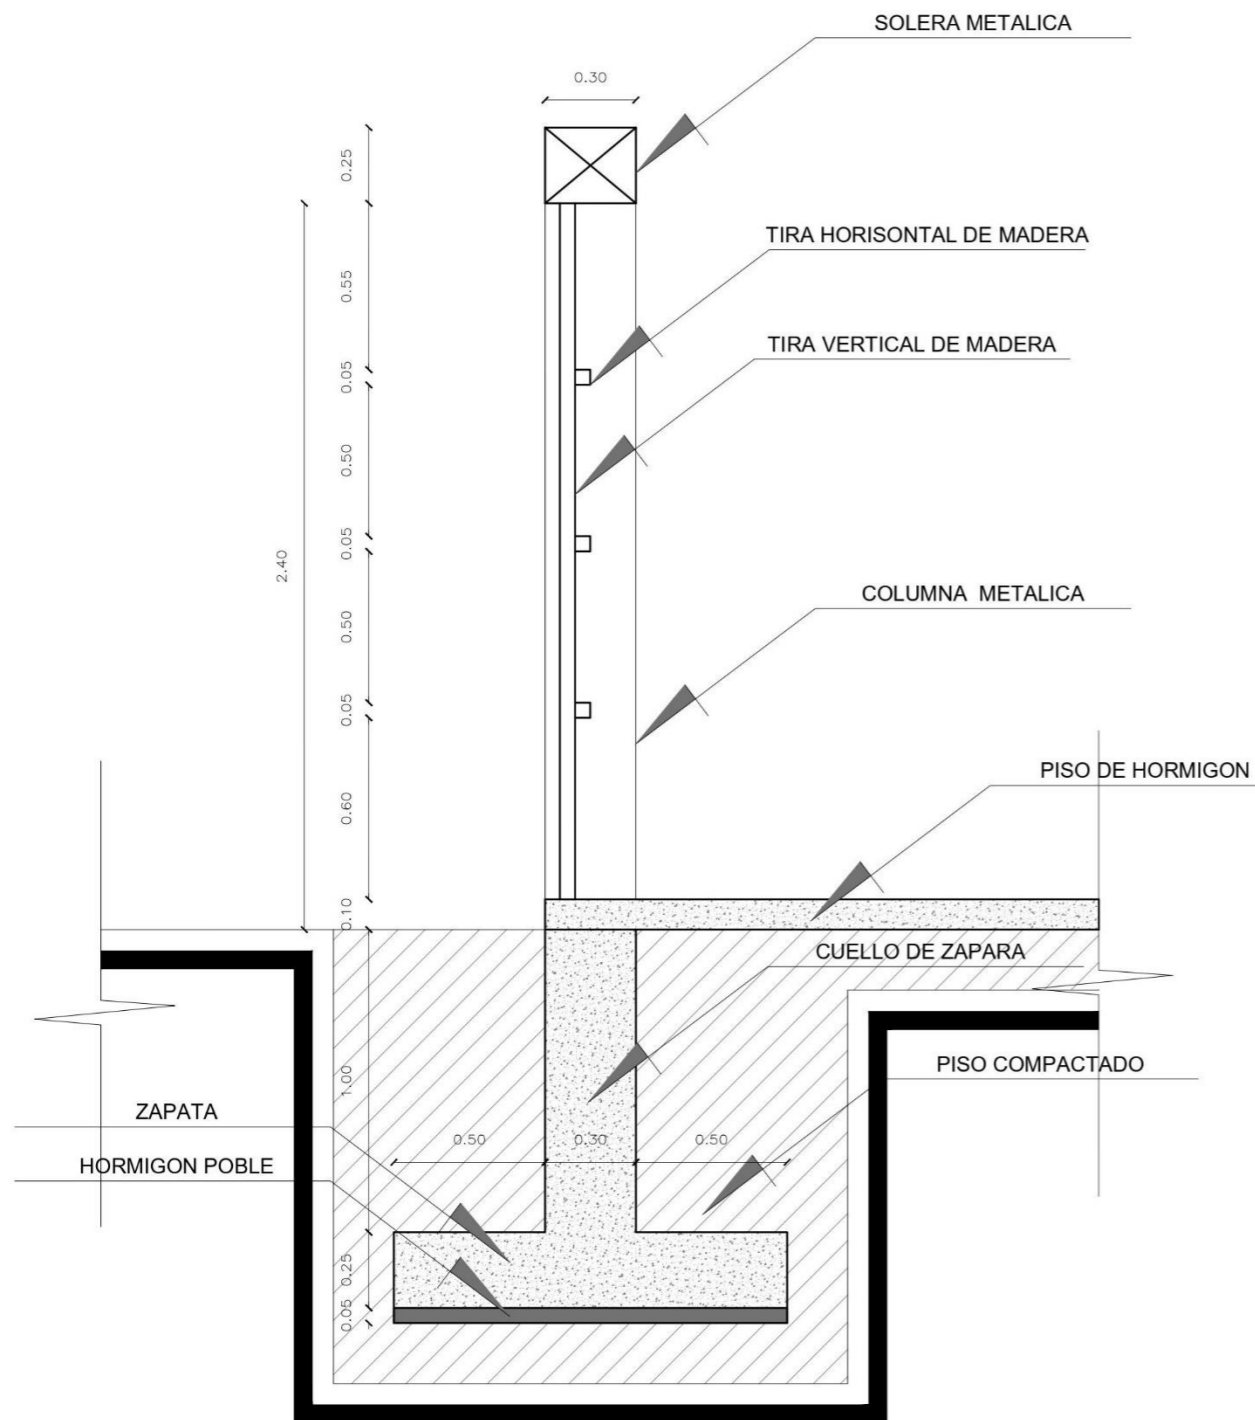 SOLERA METALICA
0.30
0.25
TIRA HORISONTAL DE MADERA
0.55
TIRA VERTICAL DE MADERA
0.05
0.50
0.05
2.40
COLUMNA METALICA
0.50
0.05
PISO DE HORMIGON
0.60
0.10
CUELLO DE ZAPARA
PISO COMPACTADO
1.00
ZAPATA
0.50
0.30
0.50
HORMIGON POBLE
0.25
0.05